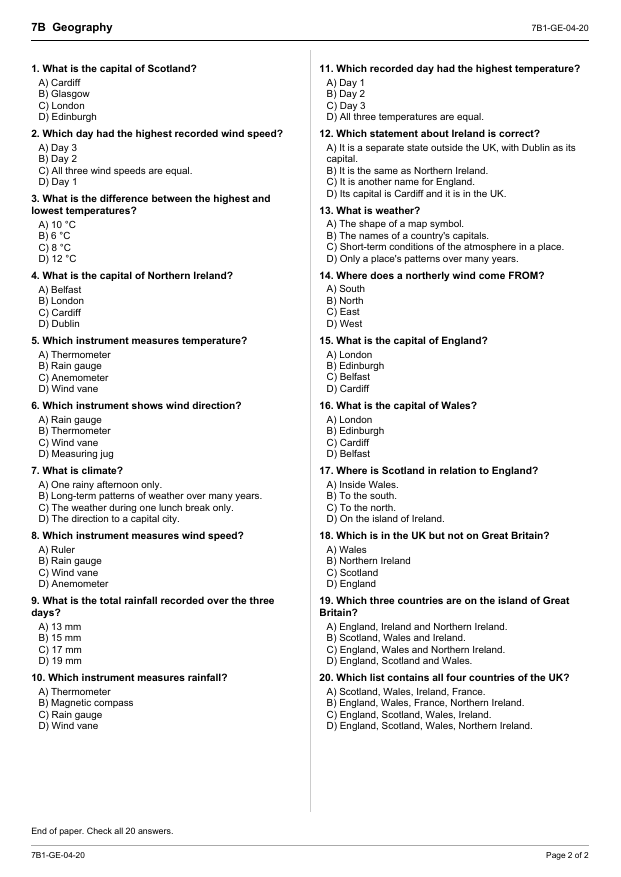 7B Geography
7B1-GE-04-20
1. What is the capital of Scotland?
A) Cardiff
B) Glasgow
C) London
D) Edinburgh
2. Which day had the highest recorded wind speed?
A) Day 3
B) Day 2
C) All three wind speeds are equal.
D) Day 1
3. What is the difference between the highest and
lowest temperatures?
A) 10 °C
B) 6 °C
C) 8 °C
D) 12 °C
4. What is the capital of Northern Ireland?
A) Belfast
B) London
C) Cardiff
D) Dublin
5. Which instrument measures temperature?
A) Thermometer
B) Rain gauge
C) Anemometer
D) Wind vane
6. Which instrument shows wind direction?
A) Rain gauge
B) Thermometer
C) Wind vane
D) Measuring jug
7. What is climate?
A) One rainy afternoon only.
B) Long-term patterns of weather over many years.
C) The weather during one lunch break only.
D) The direction to a capital city.
8. Which instrument measures wind speed?
A) Ruler
B) Rain gauge
C) Wind vane
D) Anemometer
9. What is the total rainfall recorded over the three
days?
A) 13 mm
B) 15 mm
C) 17 mm
D) 19 mm
10. Which instrument measures rainfall?
A) Thermometer
B) Magnetic compass
C) Rain gauge
D) Wind vane
11. Which recorded day had the highest temperature?
A) Day 1
B) Day 2
C) Day 3
D) All three temperatures are equal.
12. Which statement about Ireland is correct?
A) It is a separate state outside the UK, with Dublin as its
capital.
B) It is the same as Northern Ireland.
C) It is another name for England.
D) Its capital is Cardiff and it is in the UK.
13. What is weather?
A) The shape of a map symbol.
B) The names of a country's capitals.
C) Short-term conditions of the atmosphere in a place.
D) Only a place's patterns over many years.
14. Where does a northerly wind come FROM?
A) South
B) North
C) East
D) West
15. What is the capital of England?
A) London
B) Edinburgh
C) Belfast
D) Cardiff
16. What is the capital of Wales?
A) London
B) Edinburgh
C) Cardiff
D) Belfast
17. Where is Scotland in relation to England?
A) Inside Wales.
B) To the south.
C) To the north.
D) On the island of Ireland.
18. Which is in the UK but not on Great Britain?
A) Wales
B) Northern Ireland
C) Scotland
D) England
19. Which three countries are on the island of Great
Britain?
A) England, Ireland and Northern Ireland.
B) Scotland, Wales and Ireland.
C) England, Wales and Northern Ireland.
D) England, Scotland and Wales.
20. Which list contains all four countries of the UK?
A) Scotland, Wales, Ireland, France.
B) England, Wales, France, Northern Ireland.
C) England, Scotland, Wales, Ireland.
D) England, Scotland, Wales, Northern Ireland.
End of paper. Check all 20 answers.
7B1-GE-04-20
Page 2 of 2